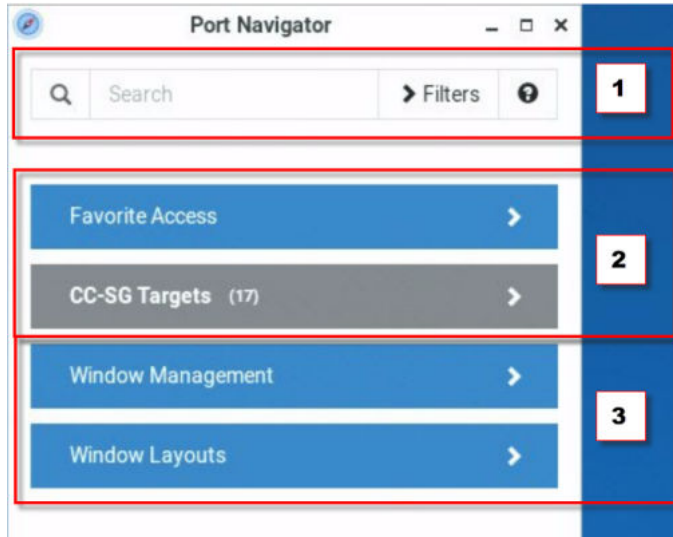 Port Navigator
Search Filters
1
Favorite Access
CC-SG Targets (17)
2
Window Management
Window Layouts
3